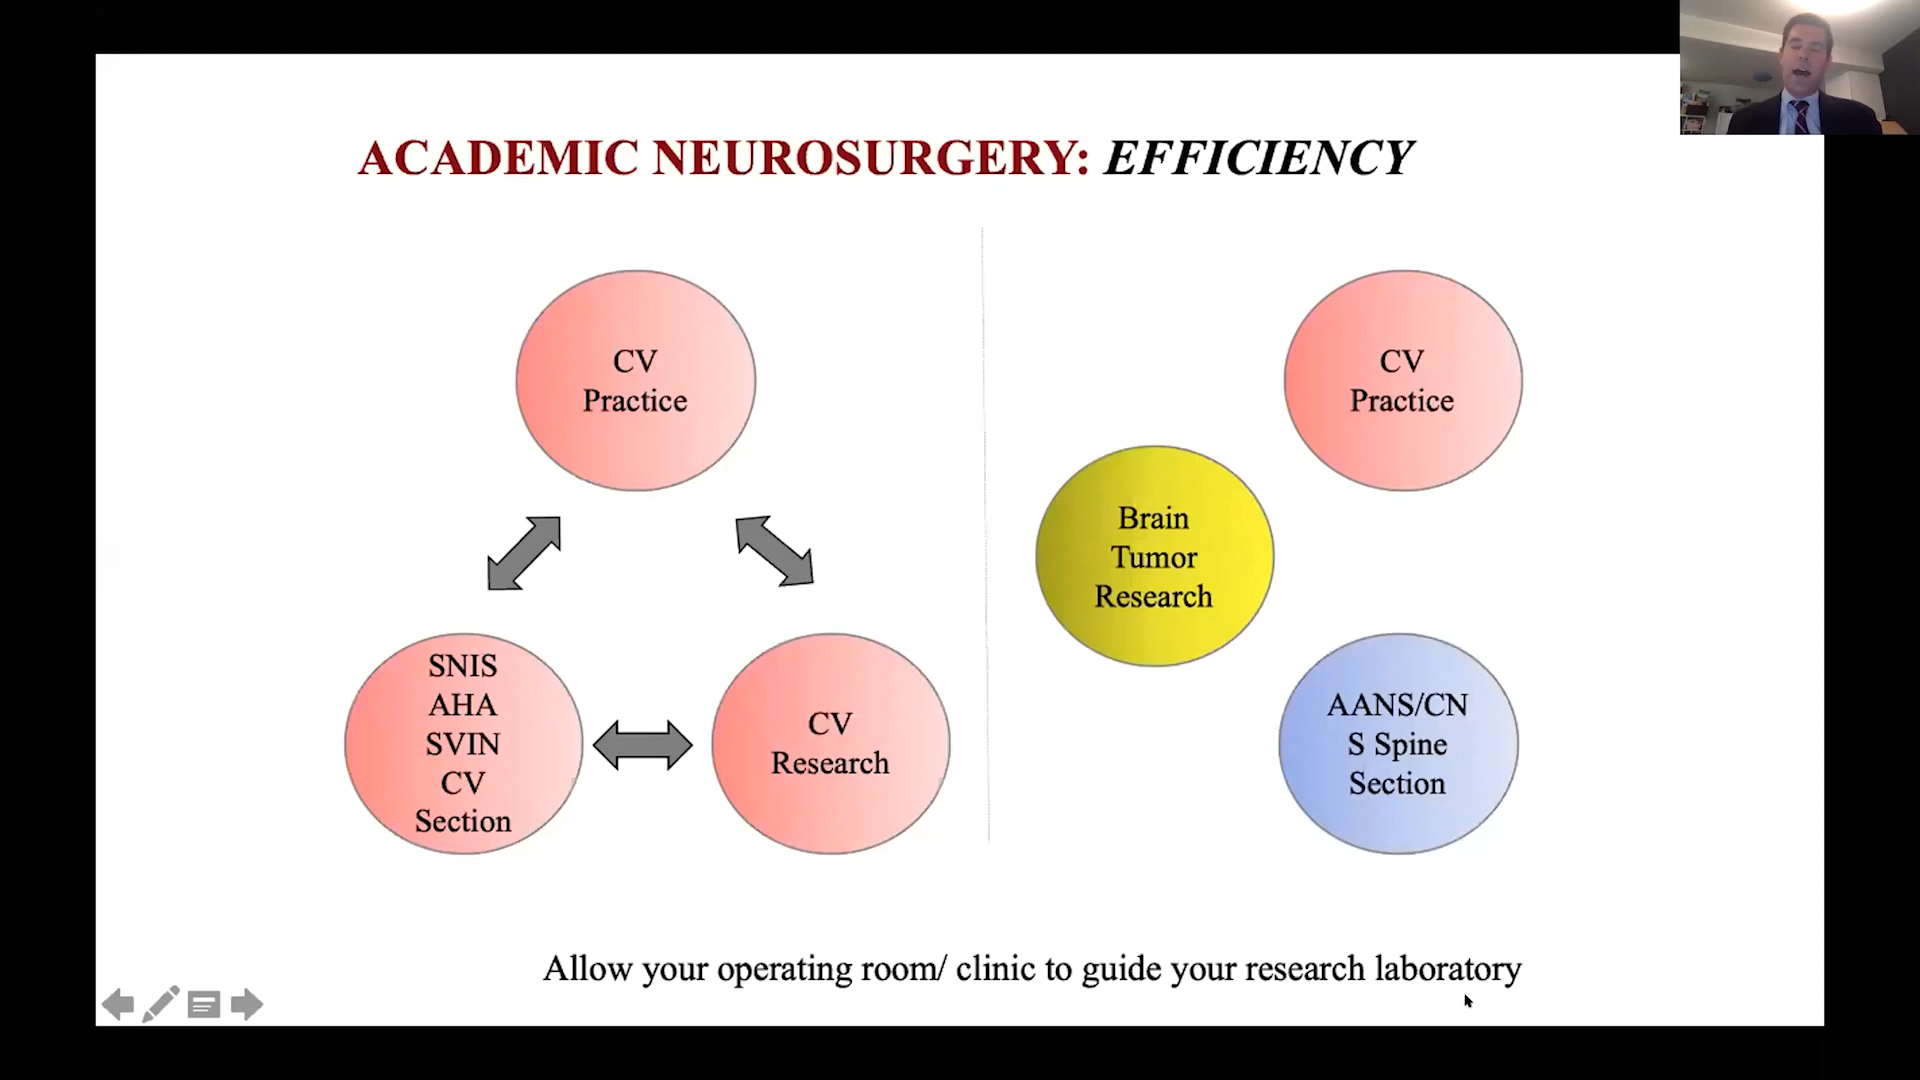 ACADEMIC NEUROSURGERY: EFFICIENCY
CV
Practice
SNIS
AHA
SVIN
CV
Section
CV
Research
CV
Practice
Brain
Tumor
Research
AANS/CN
S Spine
Section
Allow your operating room/ clinic to guide your research laboratory